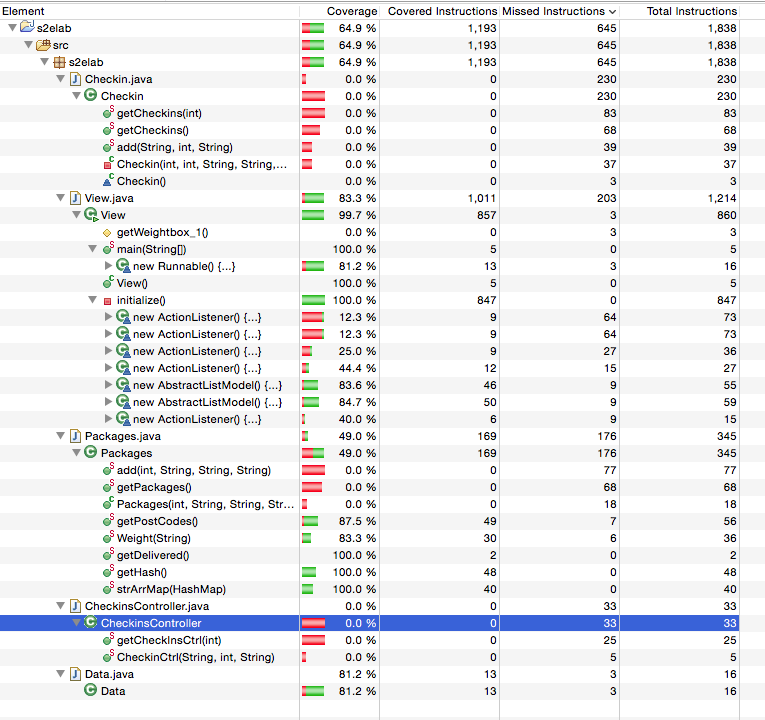 Element Coverage Covered Instructions Missed Instructions Total Instructions
s2elab 64.9 % 1,193 645 1,838
src 64.9 % 1,193 645 1,838
s2elab 64.9 % 1,193 645 1,838
Checkin.java 0.0 % 0 230 230
Checkin 0.0 % 0 230 230
getCheckins(int) 0.0 % 0 83 83
getCheckins() 0.0 % 0 68 68
add(String, int, String) 0.0 % 0 39 39
Checkin(int, int, String, String,... 0.0 % 0 37 37
Checkin() 0.0 % 0 3 3
View.java 83.3 % 1,011 203 1,214
View 99.7 % 857 3 860
getWeightbox_1() 0.0 % 0 3 3
main(String[]) 100.0 % 5 0 5
new Runnable() {...} 81.2 % 13 3 16
View() 100.0 % 5 0 5
initialize() 100.0 % 847 0 847
new ActionListener() {...} 12.3 % 9 64 73
new ActionListener() {...} 12.3 % 9 64 73
new ActionListener() {...} 25.0 % 9 27 36
new ActionListener() {...} 44.4 % 12 15 27
new AbstractListModel() {...} 83.6 % 46 9 55
new AbstractListModel() {...} 84.7 % 50 9 59
new ActionListener() {...} 40.0 % 6 9 15
Packages.java 49.0 % 169 176 345
Packages 49.0 % 169 176 345
add(int, String, String, String) 0.0 % 0 77 77
getPackages() 0.0 % 0 68 68
Packages(int, String, String, Str... 0.0 % 0 18 18
getPostCodes() 87.5 % 49 7 56
Weight(String) 83.3 % 30 6 36
getDelivered() 100.0 % 2 0 2
getHash() 100.0 % 48 0 48
strArrMap(HashMap) 100.0 % 40 0 40
CheckinsController.java 0.0 % 0 33 33
CheckinsController 0.0 % 0 33 33
getCheckInsCtrl(int) 0.0 % 0 25 25
CheckinCtrl(String, int, String) 0.0 % 0 5 5
Data.java 81.2 % 13 3 16
Data 81.2 % 13 3 16